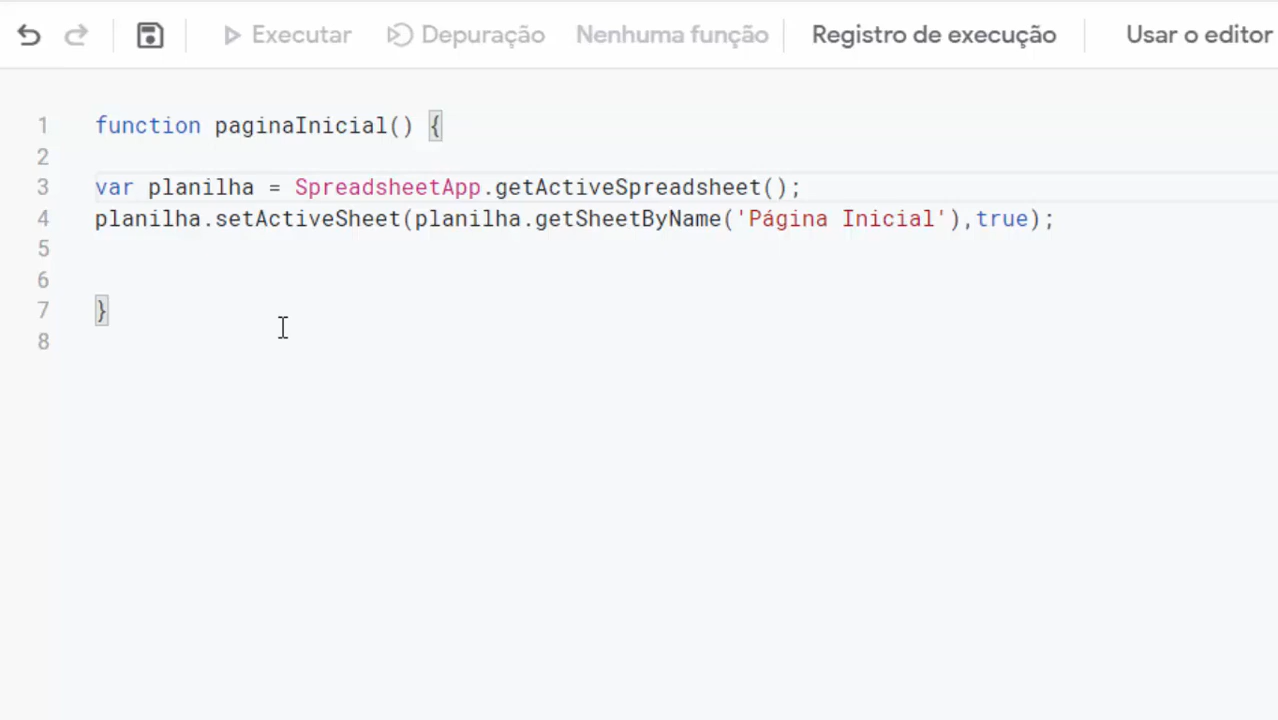 Executar Depuração Nenhuma função Registro de execução Usar o editor
1 function paginaInicial() {
2
3 var planilha = SpreadsheetApp.getActiveSpreadsheet();
4 planilha.setActiveSheet(planilha.getSheetByName('Página Inicial'),true);
5
6
7 }
8